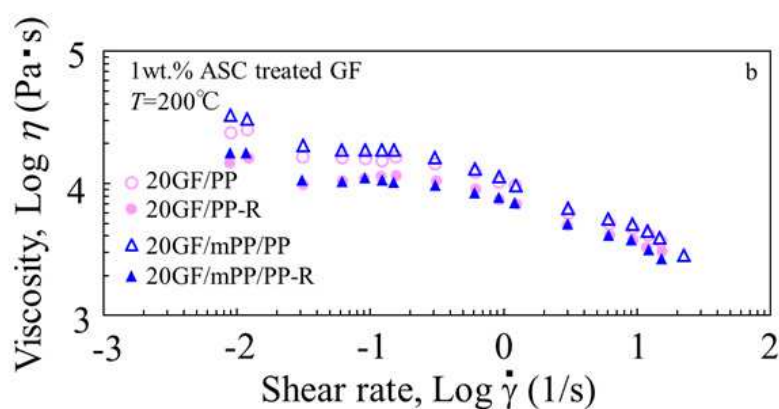 5
1wt.% ASC treated GF
b
T=200℃
4
20GF/PP
20GF/PP-R
20GF/mPP/PP
20GF/mPP/PP-R
3
-3 -2 -1 0 1 2
Viscosity, Log η (Pa・s)
Shear rate, Log γ̇ (1/s)